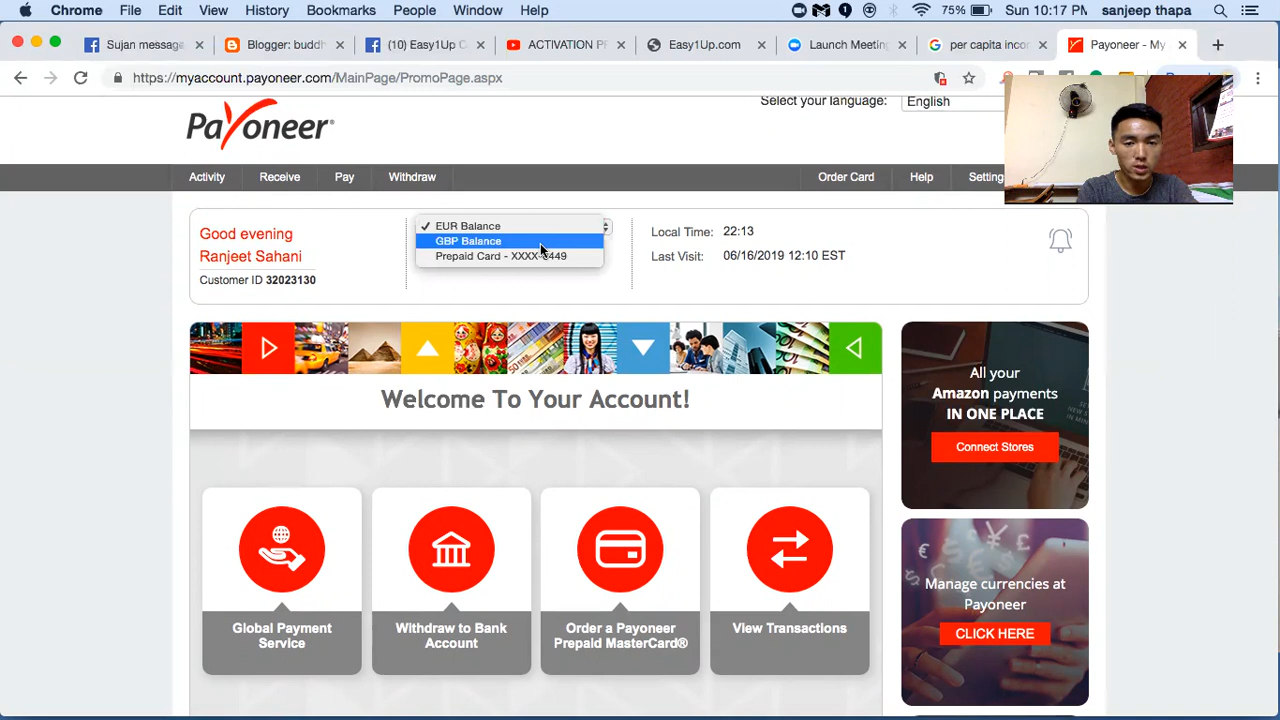 Chrome File Edit View History Bookmarks People Window Help 75% Sun 10:17 PM sanjeep thapa
Sujan message Blogger: buddh (10) Easy1Up C ACTIVATION PF Easy1Up.com Launch Meeting per capita inco Payoneer - My
https://myaccount.payoneer.com/MainPage/PromoPage.aspx
Select your language: English
Payoneer
Activity Receive Pay Withdraw Order Card Help Setting
Good evening
Ranjeet Sahani
Customer ID 32023130
EUR Balance
GBP Balance
Prepaid Card - XXXX-449
Local Time: 22:13
Last Visit: 06/16/2019 12:10 EST
Welcome To Your Account!
Global Payment
Service
Withdraw to Bank
Account
Order a Payoneer
Prepaid MasterCard®
View Transactions
All your
Amazon payments
IN ONE PLACE
Connect Stores
Manage currencies at
Payoneer
CLICK HERE